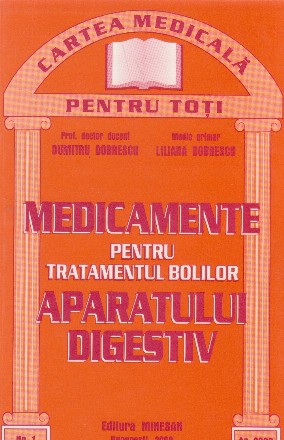 CARTEA MEDICALĂ
PENTRU TOȚI
Prof. doctor docent
Medic primar
DUMITRU DOBRESCU
LILIANA DOBRESCU
MEDICAMENTE
PENTRU
TRATAMENTUL BOLILOR
APARATULUI
DIGESTIV
Editura MINESAN
Nr. 1
București